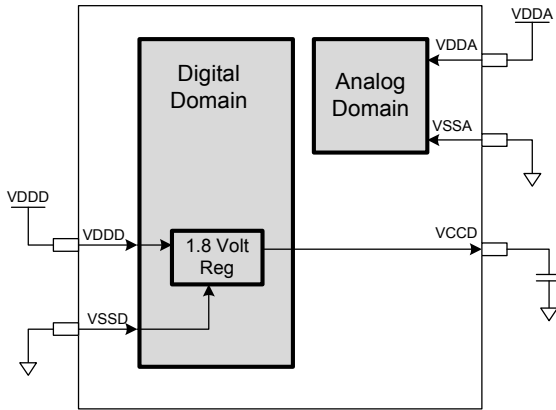 VDDA
VDDA
Digital
Domain
Analog
Domain
VSSA
VDDD
VDDD
1.8 Volt
Reg
VCCD
VSSD